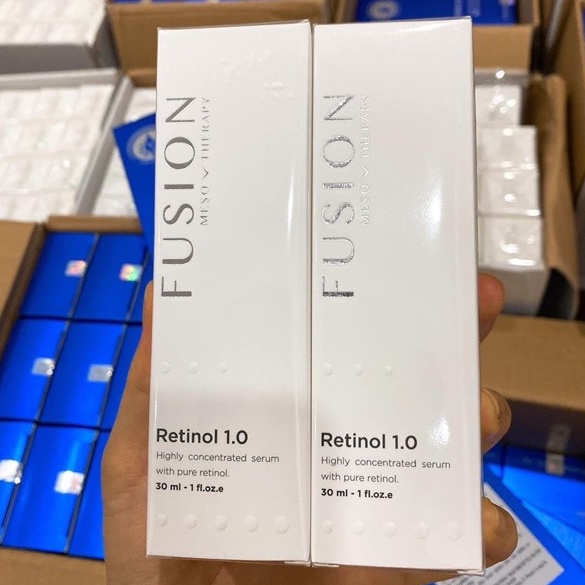 FUSION
MESO THERAPY
Retinol 1.0
Highly concentrated serum
with pure retinol.
30 ml - 1 fl.oz.e
FUSION
MESO THERAPY
Retinol 1.0
Highly concentrated serum
with pure retinol.
30 ml - 1 fl.oz.e